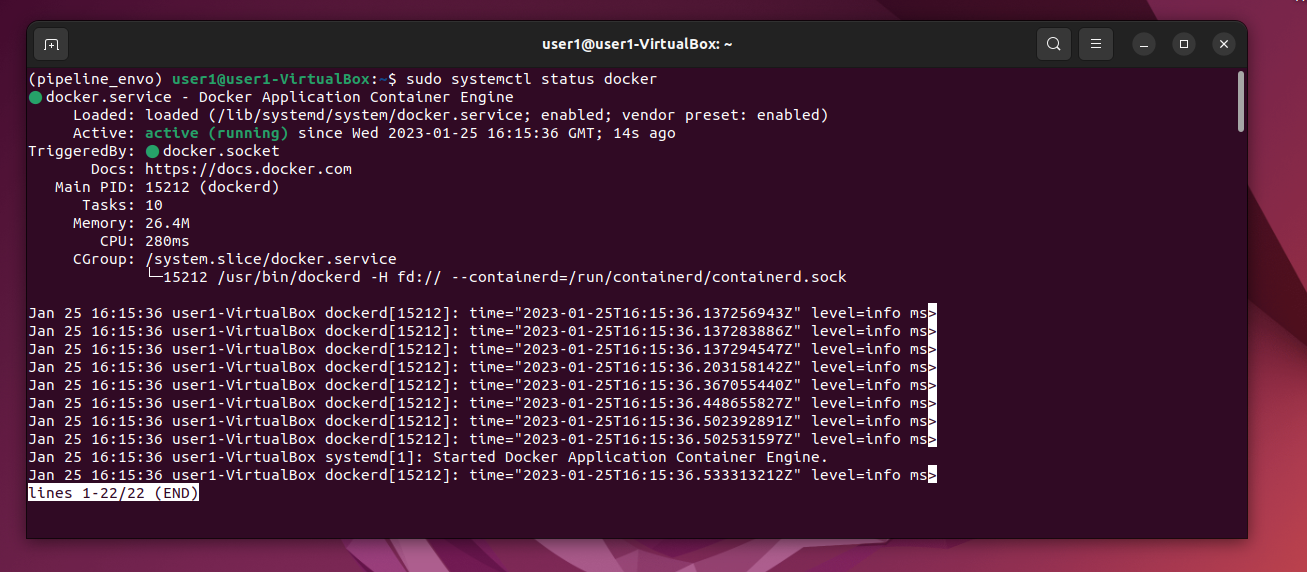 user1@user1-VirtualBox: ~
(pipeline_envo) user1@user1-VirtualBox:~$ sudo systemctl status docker
● docker.service - Docker Application Container Engine
     Loaded: loaded (/lib/systemd/system/docker.service; enabled; vendor preset: enabled)
     Active: active (running) since Wed 2023-01-25 16:15:36 GMT; 14s ago
TriggeredBy: ● docker.socket
       Docs: https://docs.docker.com
   Main PID: 15212 (dockerd)
      Tasks: 10
     Memory: 26.4M
        CPU: 280ms
     CGroup: /system.slice/docker.service
             └─15212 /usr/bin/dockerd -H fd:// --containerd=/run/containerd/containerd.sock
Jan 25 16:15:36 user1-VirtualBox dockerd[15212]: time="2023-01-25T16:15:36.137256943Z" level=info ms>
Jan 25 16:15:36 user1-VirtualBox dockerd[15212]: time="2023-01-25T16:15:36.137283886Z" level=info ms>
Jan 25 16:15:36 user1-VirtualBox dockerd[15212]: time="2023-01-25T16:15:36.137294547Z" level=info ms>
Jan 25 16:15:36 user1-VirtualBox dockerd[15212]: time="2023-01-25T16:15:36.203158142Z" level=info ms>
Jan 25 16:15:36 user1-VirtualBox dockerd[15212]: time="2023-01-25T16:15:36.367055440Z" level=info ms>
Jan 25 16:15:36 user1-VirtualBox dockerd[15212]: time="2023-01-25T16:15:36.448655827Z" level=info ms>
Jan 25 16:15:36 user1-VirtualBox dockerd[15212]: time="2023-01-25T16:15:36.502392891Z" level=info ms>
Jan 25 16:15:36 user1-VirtualBox dockerd[15212]: time="2023-01-25T16:15:36.502531597Z" level=info ms>
Jan 25 16:15:36 user1-VirtualBox systemd[1]: Started Docker Application Container Engine.
Jan 25 16:15:36 user1-VirtualBox dockerd[15212]: time="2023-01-25T16:15:36.533313212Z" level=info ms>
lines 1-22/22 (END)